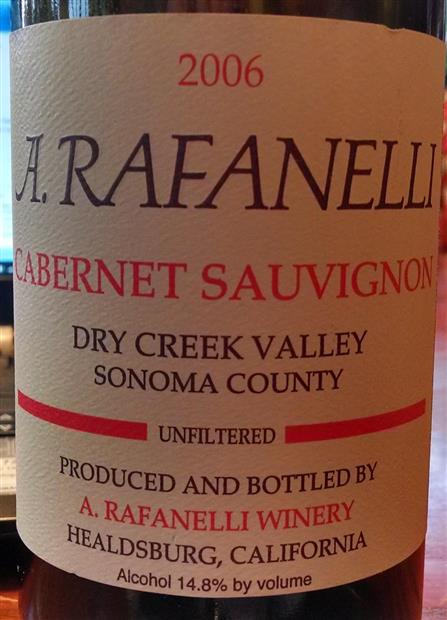 2006
A. RAFANELLI
CABERNET SAUVIGNON
DRY CREEK VALLEY
SONOMA COUNTY
UNFILTERED
PRODUCED AND BOTTLED BY
A. RAFANELLI WINERY
HEALDSBURG, CALIFORNIA
Alcohol 14.8% by volume